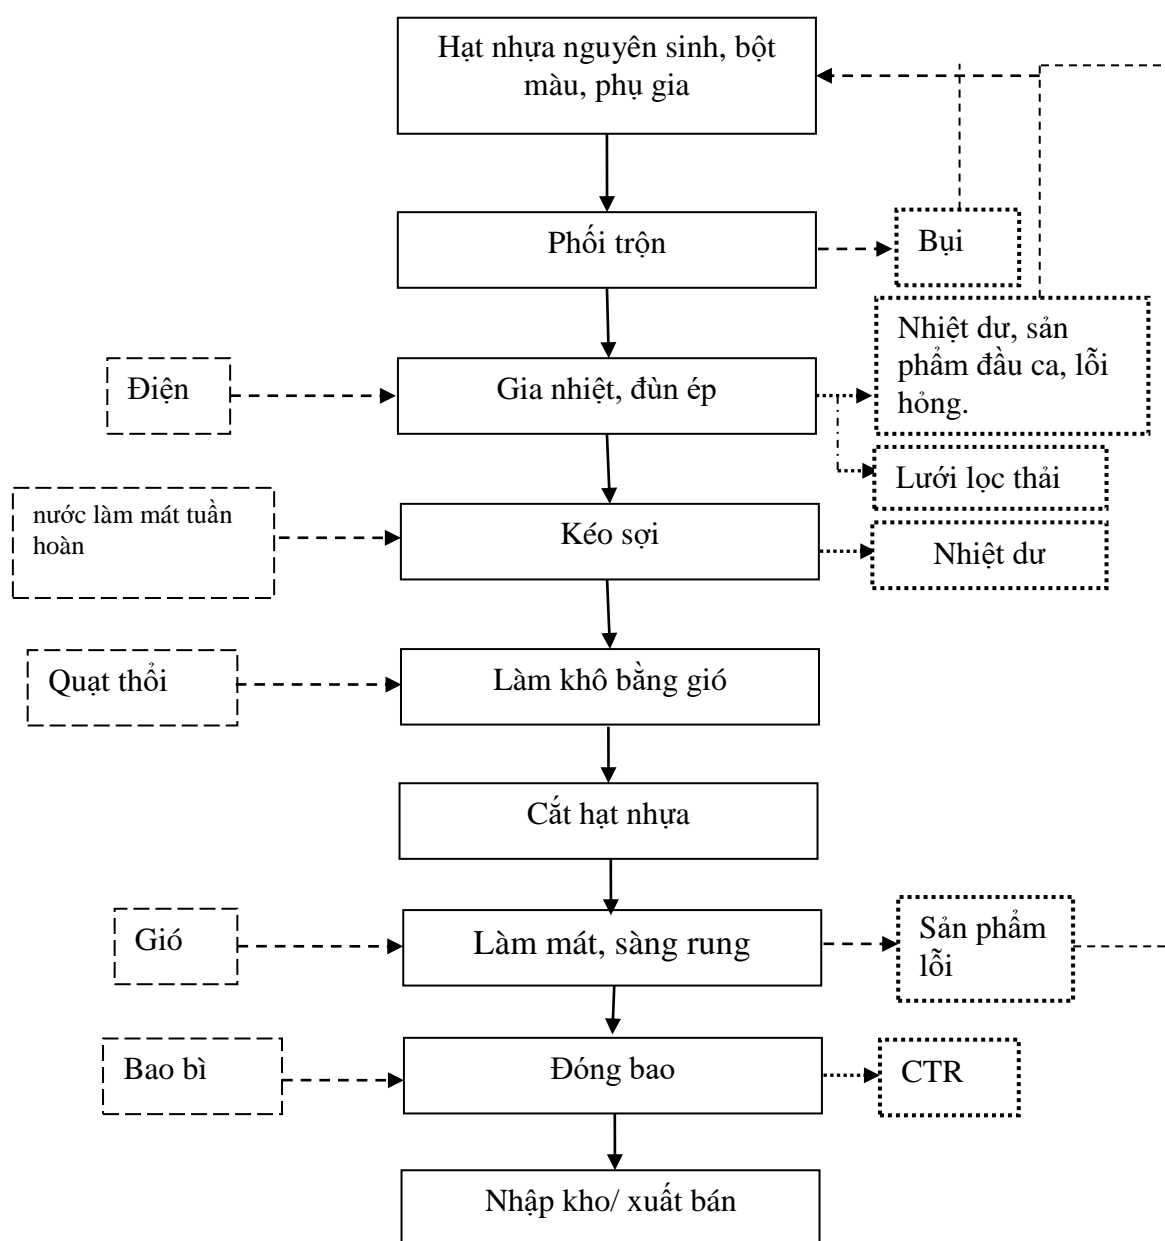 Hạt nhựa nguyên sinh, bột
màu, phụ gia
Phối trộn
Bụi
Điện
Gia nhiệt, đùn ép
Nhiệt dư, sản
phẩm đầu ca, lỗi
hỏng.
Lưới lọc thải
nước làm mát tuần
hoàn
Kéo sợi
Nhiệt dư
Quạt thổi
Làm khô bằng gió
Cắt hạt nhựa
Gió
Làm mát, sàng rung
Sản phẩm
lỗi
Bao bì
Đóng bao
CTR
Nhập kho/ xuất bán